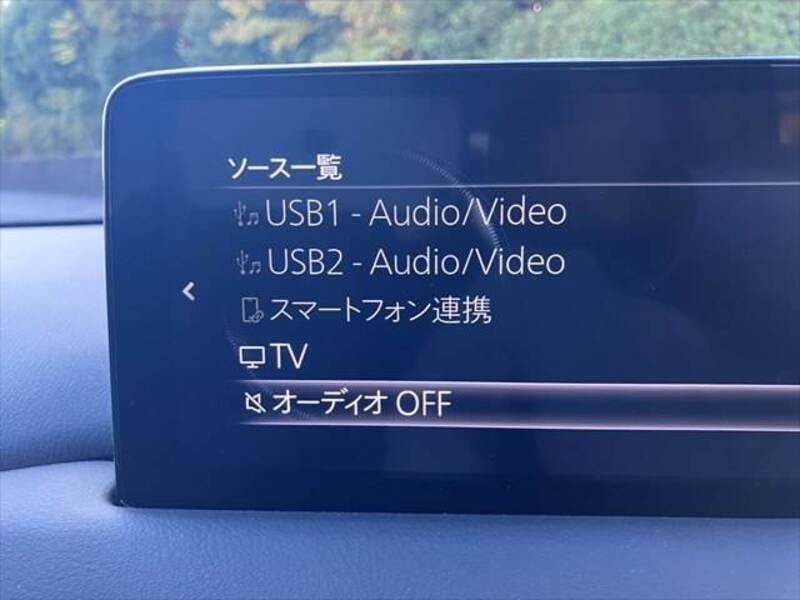 ソース一覧
USB1 - Audio/Video
USB2 - Audio/Video
スマートフォン連携
TV
オーディオ OFF